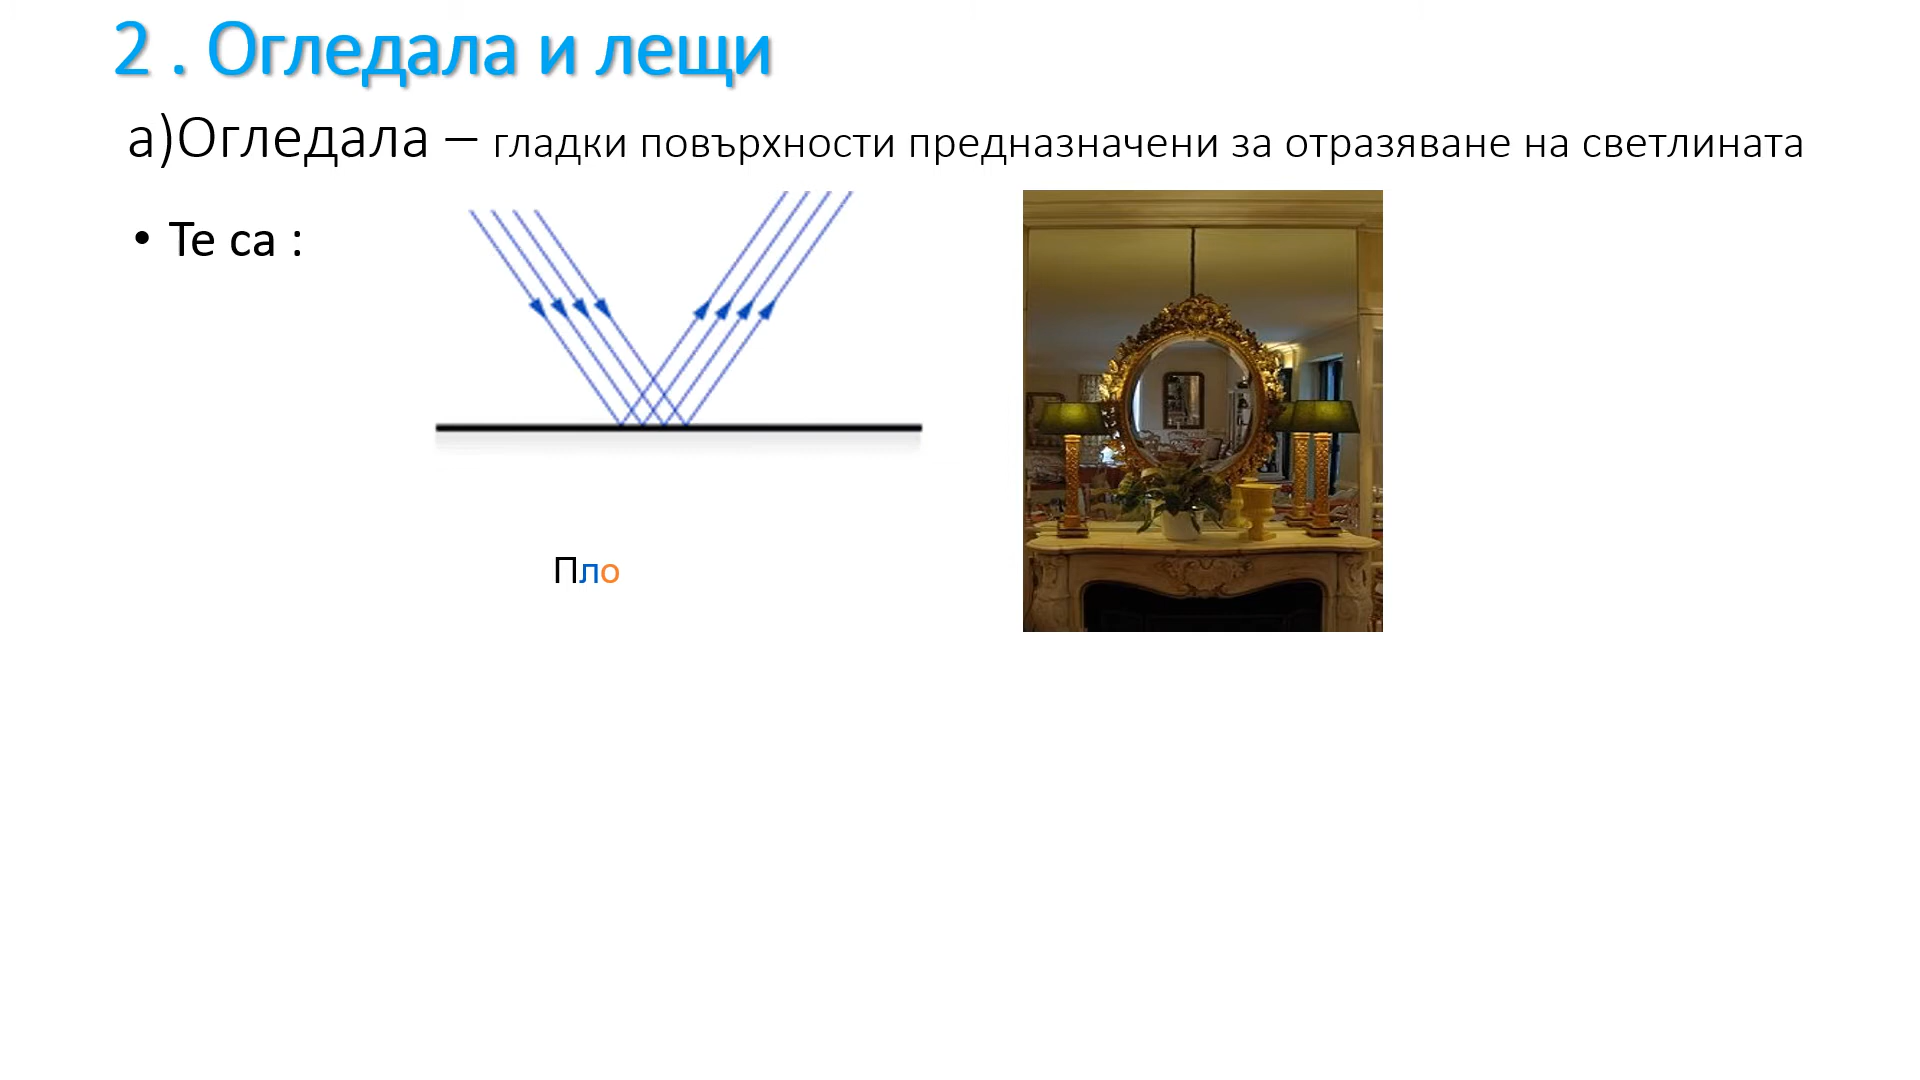 2 . Огледала и лещи
а)Огледала – гладки повърхности предназначени за отразяване на светлината
• Те са :
Пло